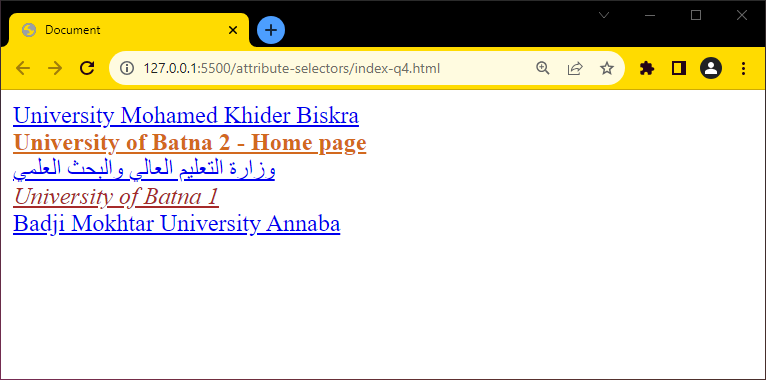 Document
127.0.0.1:5500/attribute-selectors/index-q4.html
University Mohamed Khider Biskra
University of Batna 2 - Home page
وزارة التعليم العالي والبحث العلمي
University of Batna 1
Badji Mokhtar University Annaba